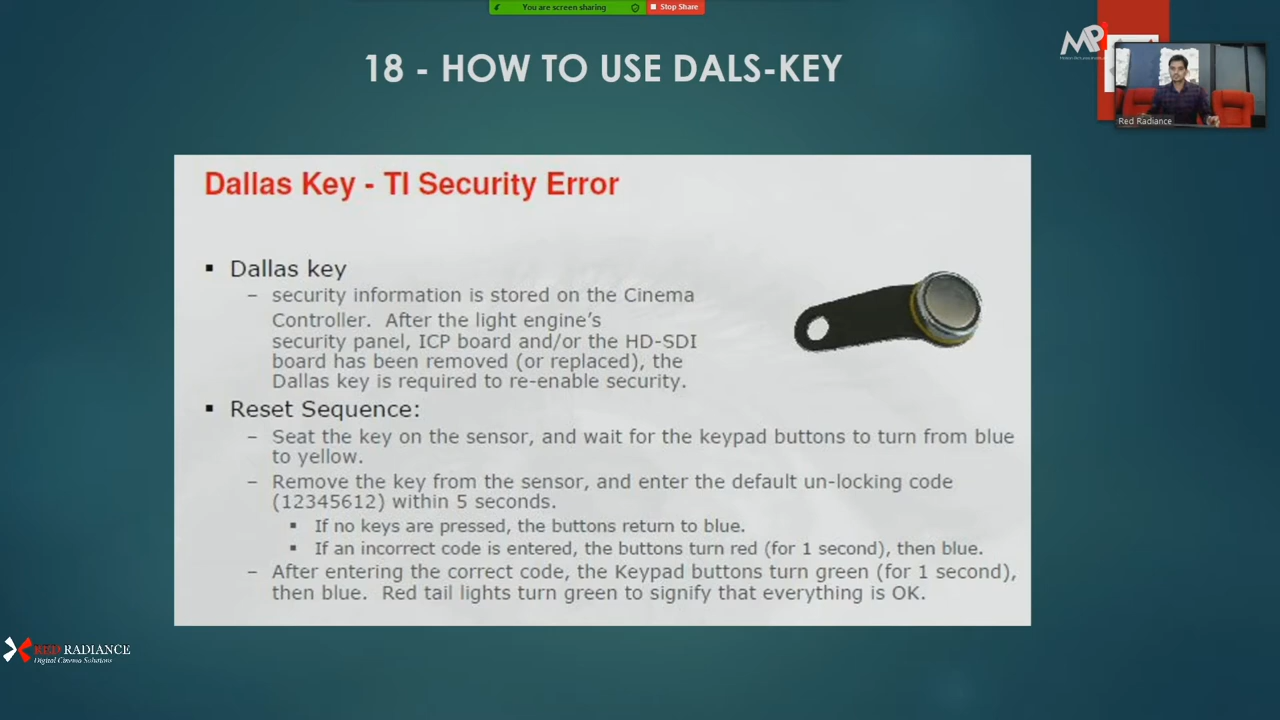 You are screen sharing
Stop Share
18 - HOW TO USE DALS-KEY
MPi
Red Radiance
Dallas Key - TI Security Error
▪ Dallas key
– security information is stored on the Cinema
Controller. After the light engine's
security panel, ICP board and/or the HD-SDI
board has been removed (or replaced), the
Dallas key is required to re-enable security.
▪ Reset Sequence:
– Seat the key on the sensor, and wait for the keypad buttons to turn from blue
to yellow.
– Remove the key from the sensor, and enter the default un-locking code
(12345612) within 5 seconds.
▪ If no keys are pressed, the buttons return to blue.
▪ If an incorrect code is entered, the buttons turn red (for 1 second), then blue.
– After entering the correct code, the Keypad buttons turn green (for 1 second),
then blue. Red tail lights turn green to signify that everything is OK.
RED RADIANCE
Digital Cinema Solutions